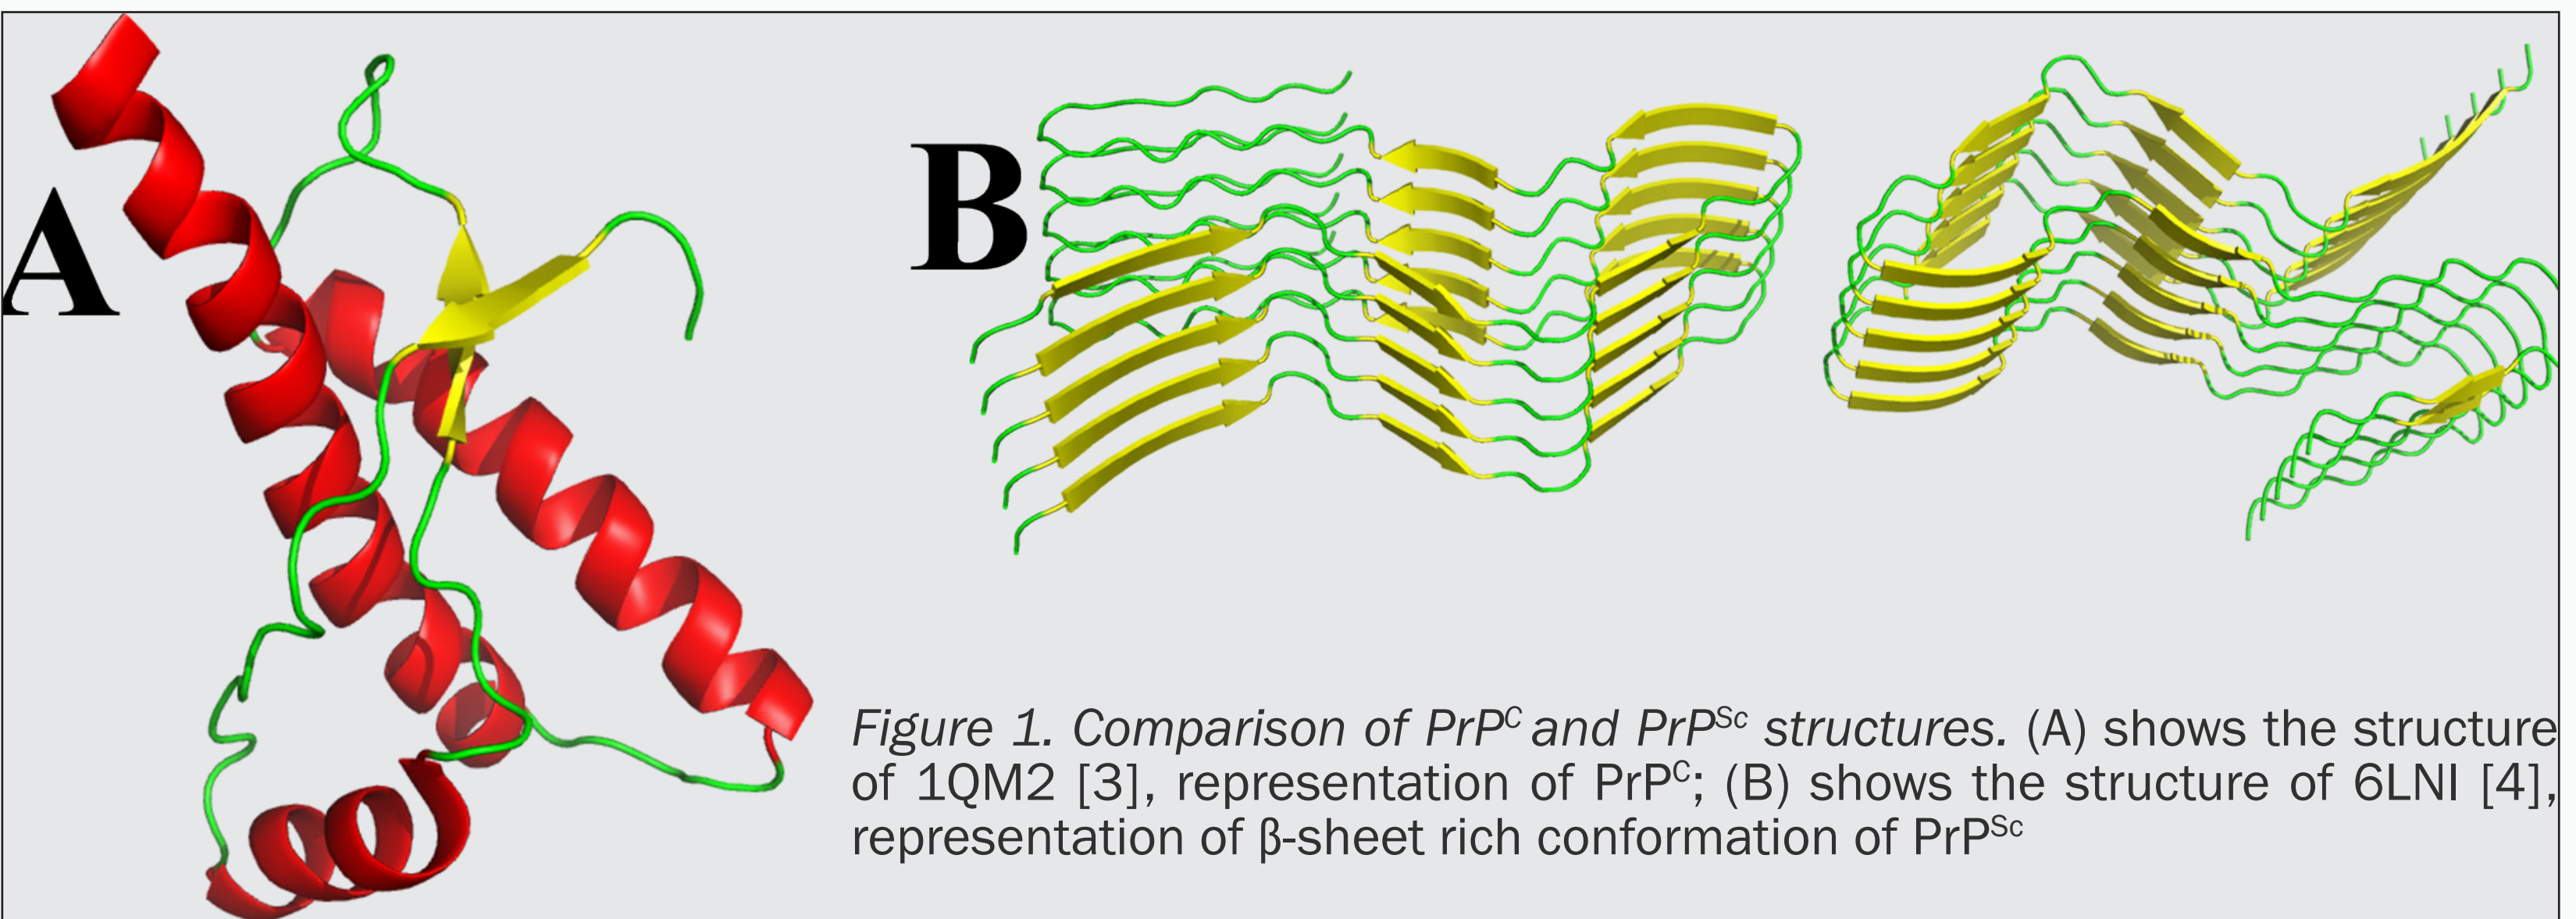 A
B
Figure 1. Comparison of PrPC and PrPSc structures. (A) shows the structure
of 1QM2 [3], representation of PrPC; (B) shows the structure of 6LNI [4],
representation of β-sheet rich conformation of PrPSc